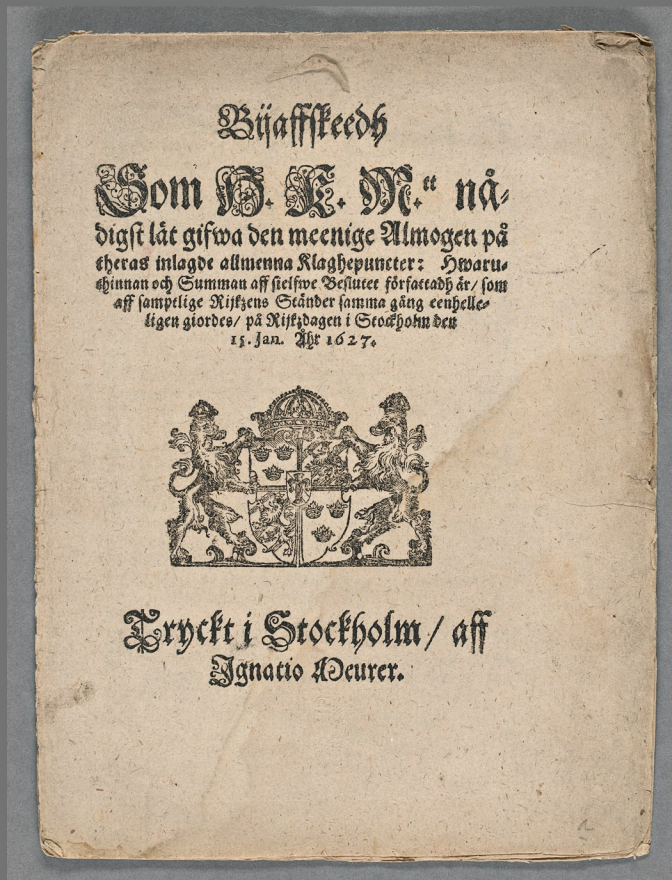 Bijaffskeedh
Som H. K. M.tt nå-
digst lät gifwa den meenige Almogen på
theras inlagde allmenna Klaghepuncter: Hwaru-
thinnan och Summan aff sielfwe Beslutet författadh är/ som
aff samptelige Rijkzens Ständer samma gång eenhelle-
ligen giordes/ på Rijkzdagen i Stockholm den
15. Jan. Åhr 1627.
Tryckt i Stockholm/ aff
Ignatio Meurer.